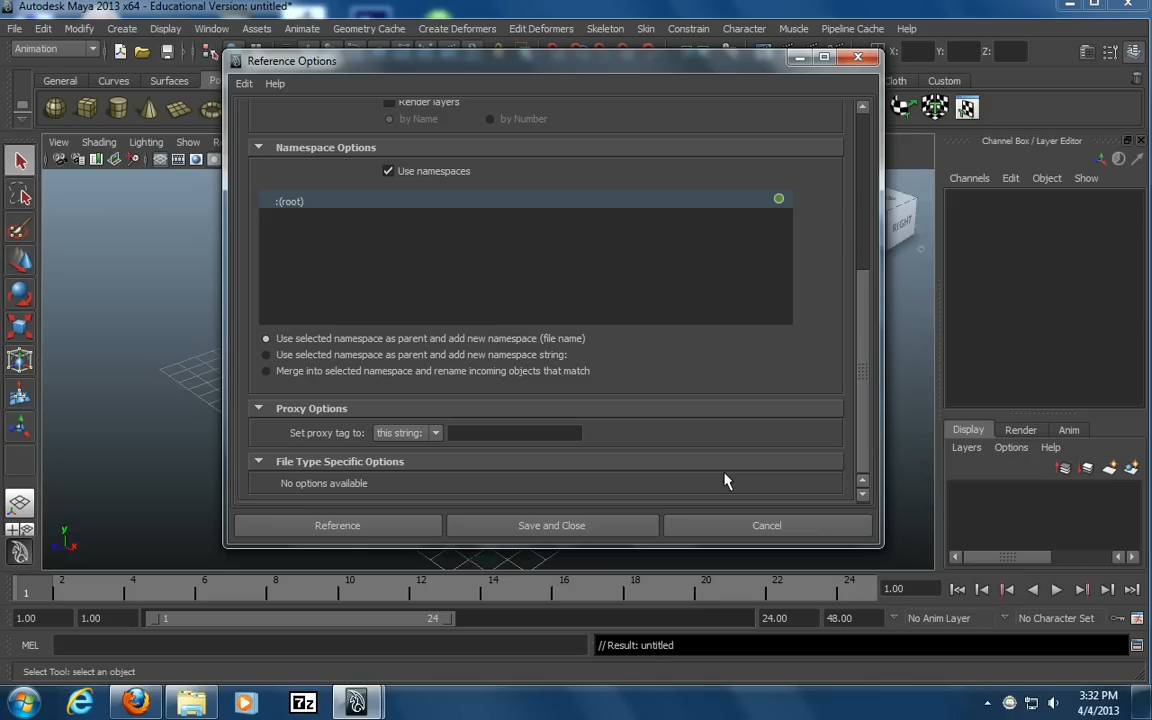 Autodesk Maya 2013 x64 - Educational Version: untitled*
File Edit Modify Create Display Window Assets Animate Geometry Cache Create Deformers Edit Deformers Skeleton Skin Constrain Character Muscle Pipeline Cache Help
Animation X: Y: Z:
Reference Options
General Curves Surfaces Po Cloth Custom
Edit Help
View Shading Lighting Show R
Render layers
by Name by Number
Namespace Options
Use namespaces
:(root)
Use selected namespace as parent and add new namespace (file name)
Use selected namespace as parent and add new namespace string:
Merge into selected namespace and rename incoming objects that match
Proxy Options
Set proxy tag to: this string:
File Type Specific Options
No options available
Reference Save and Close Cancel
RIGHT
Channel Box / Layer Editor
Channels Edit Object Show
Display Render Anim
Layers Options Help
y
x
2 4 6 8 10 12 14 16 18 20 22 24
1 1.00
1.00 1.00 1 24 24.00 48.00 No Anim Layer No Character Set
MEL // Result: untitled
Select Tool: select an object
7z
3:32 PM
4/4/2013